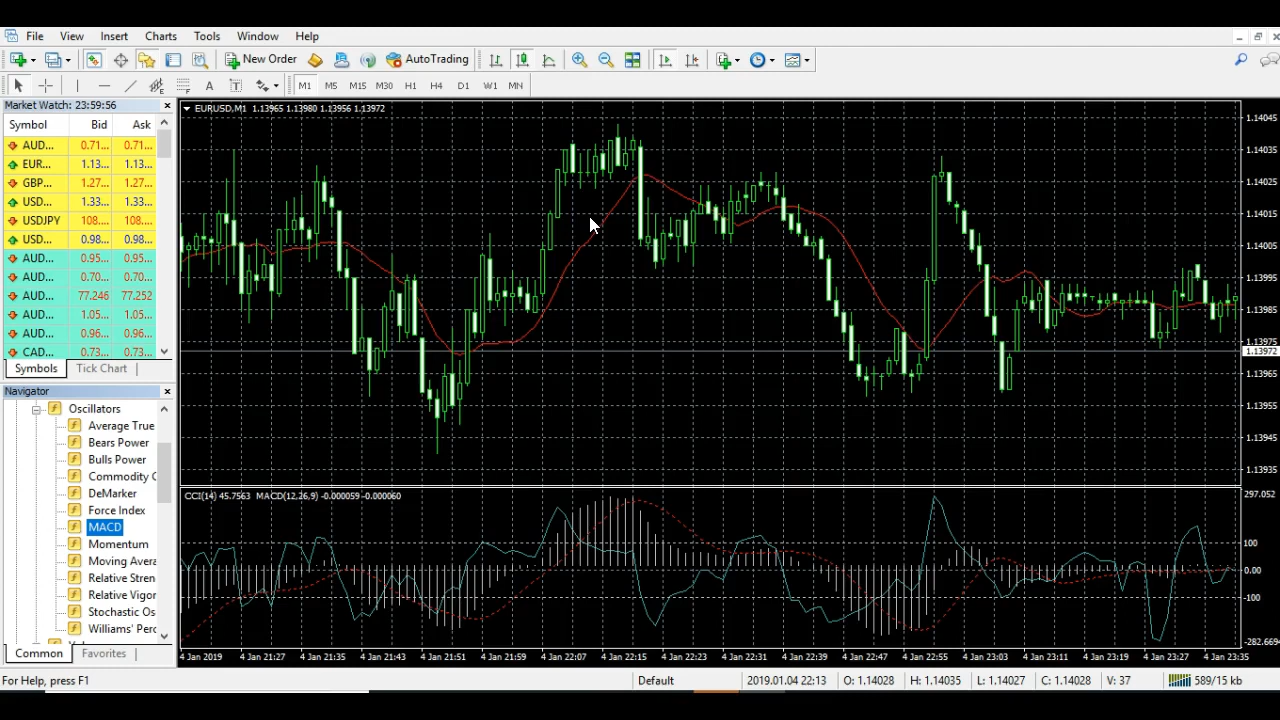 File View Insert Charts Tools Window Help
New Order AutoTrading
A T M1 M5 M15 M30 H1 H4 D1 W1 MN
Market Watch: 23:59:56
Symbol Bid Ask
AUD... 0.71... 0.71...
EUR... 1.13... 1.13...
GBP... 1.27... 1.27...
USD... 1.33... 1.33...
USDJPY 108.... 108....
USD... 0.98... 0.98...
AUD... 0.95... 0.95...
AUD... 0.70... 0.70...
AUD... 77.246 77.252
AUD... 1.05... 1.05...
AUD... 0.96... 0.96...
CAD... 0.73... 0.73...
Symbols Tick Chart
Navigator
Oscillators
Average True
Bears Power
Bulls Power
Commodity C
DeMarker
Force Index
MACD
Momentum
Moving Avera
Relative Stren
Relative Vigor
Stochastic Os
Williams' Perc
Common Favorites
EURUSD,M1 1.13965 1.13980 1.13956 1.13972
1.14045
1.14035
1.14025
1.14015
1.14005
1.13995
1.13985
1.13975
1.13972
1.13965
1.13955
1.13945
1.13935
CCI(14) 45.7563 MACD(12,26,9) -0.000059 -0.000060
297.052
100
0.00
-100
-282.669
4 Jan 2019 4 Jan 21:27 4 Jan 21:35 4 Jan 21:43 4 Jan 21:51 4 Jan 21:59 4 Jan 22:07 4 Jan 22:15 4 Jan 22:23 4 Jan 22:31 4 Jan 22:39 4 Jan 22:47 4 Jan 22:55 4 Jan 23:03 4 Jan 23:11 4 Jan 23:19 4 Jan 23:27 4 Jan 23:35
For Help, press F1 Default 2019.01.04 22:13 O: 1.14028 H: 1.14035 L: 1.14027 C: 1.14028 V: 37 589/15 kb